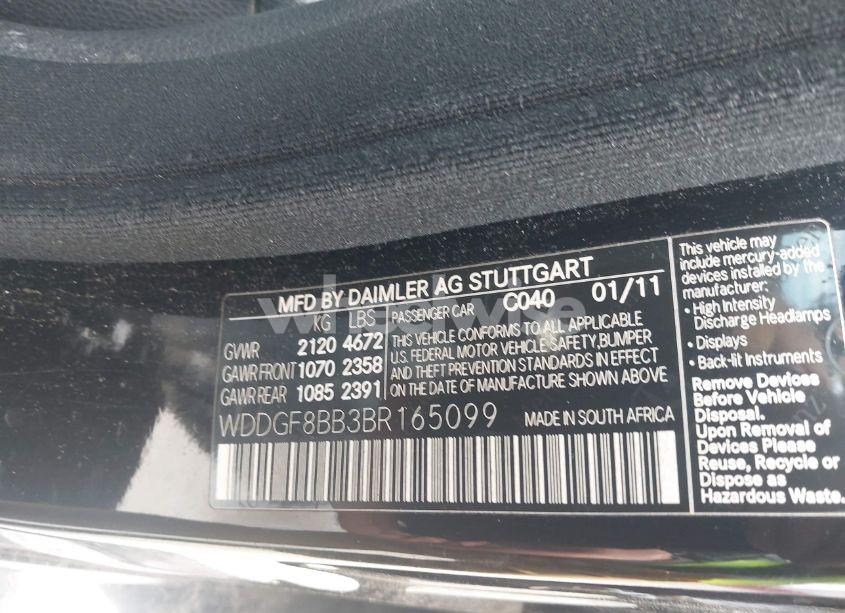 MFD BY DAIMLER AG STUTTGART
KG LBS PASSENGER CAR C040 01/11
GVWR 2120 4672
GAWR FRONT 1070 2358
GAWR REAR 1085 2391
THIS VEHICLE CONFORMS TO ALL APPLICABLE
U.S. FEDERAL MOTOR VEHICLE SAFETY,BUMPER
AND THEFT PREVENTION STANDARDS IN EFFECT
ON THE DATE OF MANUFACTURE SHOWN ABOVE
WDDGF8BB3BR165099 MADE IN SOUTH AFRICA
This vehicle may
include mercury-added
devices installed by the
manufacturer:
• High Intensity
Discharge Headlamps
• Displays
• Back-lit Instruments
Remove Devices
Before Vehicle
Disposal.
Upon Removal of
Devices Please
Reuse, Recycle or
Dispose as
Hazardous Waste.